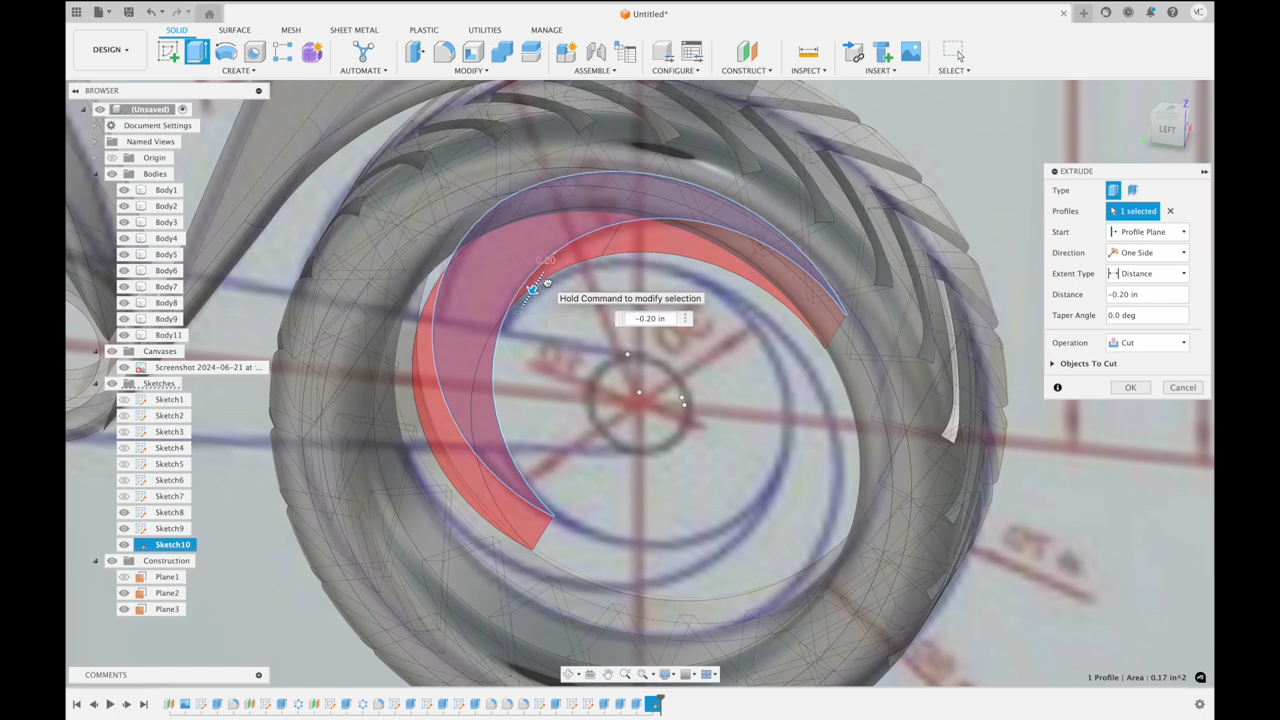 Untitled*
MC
DESIGN
SOLID
SURFACE
MESH
SHEET METAL
PLASTIC
UTILITIES
MANAGE
CREATE
AUTOMATE
MODIFY
ASSEMBLE
CONFIGURE
CONSTRUCT
INSPECT
INSERT
SELECT
BROWSER
(Unsaved)
Document Settings
Named Views
Origin
Bodies
Body1
Body2
Body3
Body4
Body5
Body6
Body7
Body8
Body9
Body11
Canvases
Screenshot 2024-06-21 at ...
Sketches
Sketch1
Sketch2
Sketch3
Sketch4
Sketch5
Sketch6
Sketch7
Sketch8
Sketch9
Sketch10
Construction
Plane1
Plane2
Plane3
COMMENTS
0.20
Hold Command to modify selection
-0.20 in
Z
LEFT
EXTRUDE
Type
Profiles 1 selected
Start Profile Plane
Direction One Side
Extent Type Distance
Distance -0.20 in
Taper Angle 0.0 deg
Operation Cut
Objects To Cut
OK Cancel
1 Profile | Area : 0.17 in^2